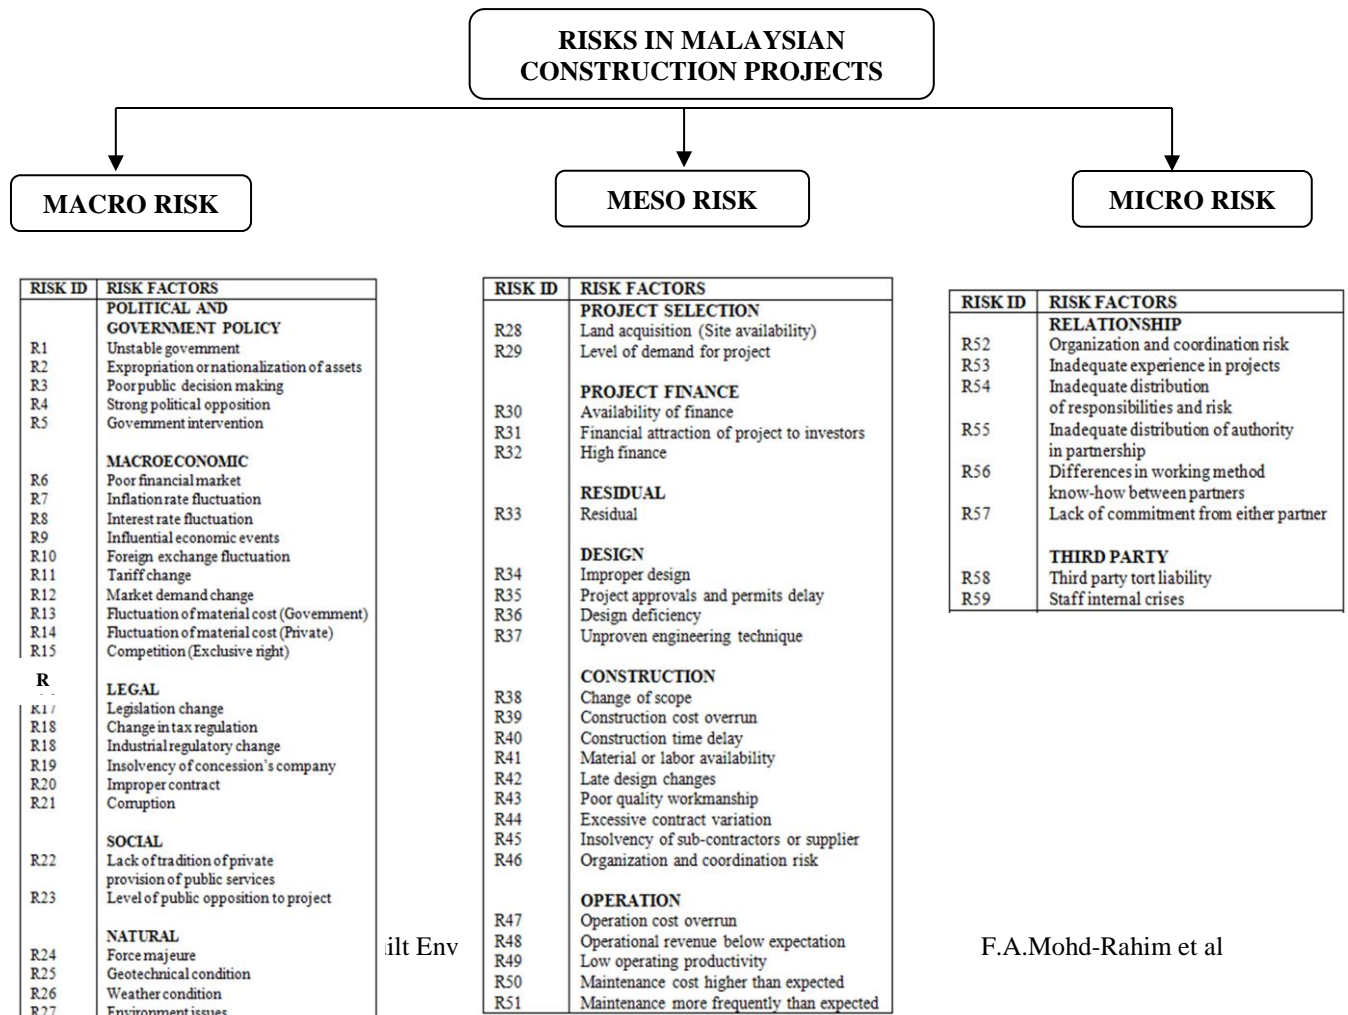 RISKS IN MALAYSIAN
CONSTRUCTION PROJECTS
MACRO RISK
MESO RISK
MICRO RISK
RISK ID RISK FACTORS
POLITICAL AND
GOVERNMENT POLICY
R1 Unstable government
R2 Expropriation or nationalization of assets
R3 Poor public decision making
R4 Strong political opposition
R5 Government intervention
MACROECONOMIC
R6 Poor financial market
R7 Inflation rate fluctuation
R8 Interest rate fluctuation
R9 Influential economic events
R10 Foreign exchange fluctuation
R11 Tariff change
R12 Market demand change
R13 Fluctuation of material cost (Government)
R14 Fluctuation of material cost (Private)
R15 Competition (Exclusive right)
R
LEGAL
R17 Legislation change
R18 Change in tax regulation
R18 Industrial regulatory change
R19 Insolvency of concession's company
R20 Improper contract
R21 Corruption
SOCIAL
R22 Lack of tradition of private
provision of public services
R23 Level of public opposition to project
NATURAL
R24 Force majeure
R25 Geotechnical condition
R26 Weather condition
R27 Environment issues
RISK ID RISK FACTORS
PROJECT SELECTION
R28 Land acquisition (Site availability)
R29 Level of demand for project
PROJECT FINANCE
R30 Availability of finance
R31 Financial attraction of project to investors
R32 High finance
RESIDUAL
R33 Residual
DESIGN
R34 Improper design
R35 Project approvals and permits delay
R36 Design deficiency
R37 Unproven engineering technique
CONSTRUCTION
R38 Change of scope
R39 Construction cost overrun
R40 Construction time delay
R41 Material or labor availability
R42 Late design changes
R43 Poor quality workmanship
R44 Excessive contract variation
R45 Insolvency of sub-contractors or supplier
R46 Organization and coordination risk
OPERATION
R47 Operation cost overrun
R48 Operational revenue below expectation
R49 Low operating productivity
R50 Maintenance cost higher than expected
R51 Maintenance more frequently than expected
RISK ID RISK FACTORS
RELATIONSHIP
R52 Organization and coordination risk
R53 Inadequate experience in projects
R54 Inadequate distribution
of responsibilities and risk
R55 Inadequate distribution of authority
in partnership
R56 Differences in working method
know-how between partners
R57 Lack of commitment from either partner
THIRD PARTY
R58 Third party tort liability
R59 Staff internal crises
ilt Env
F.A.Mohd-Rahim et al